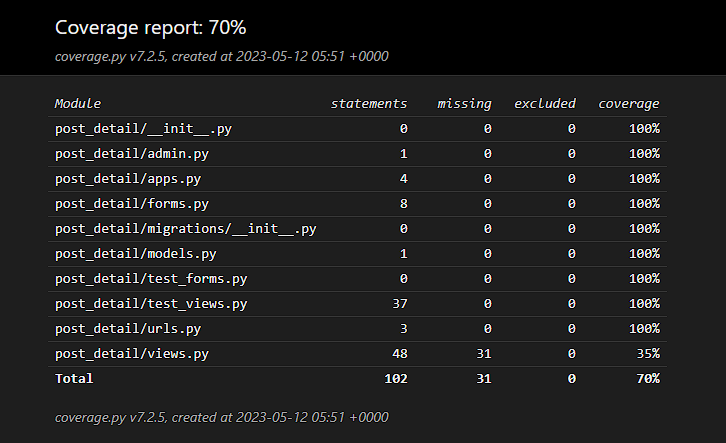 Coverage report: 70%
coverage.py v7.2.5, created at 2023-05-12 05:51 +0000
Module statements missing excluded coverage
post_detail/__init__.py 0 0 0 100%
post_detail/admin.py 1 0 0 100%
post_detail/apps.py 4 0 0 100%
post_detail/forms.py 8 0 0 100%
post_detail/migrations/__init__.py 0 0 0 100%
post_detail/models.py 1 0 0 100%
post_detail/test_forms.py 0 0 0 100%
post_detail/test_views.py 37 0 0 100%
post_detail/urls.py 3 0 0 100%
post_detail/views.py 48 31 0 35%
Total 102 31 0 70%
coverage.py v7.2.5, created at 2023-05-12 05:51 +0000